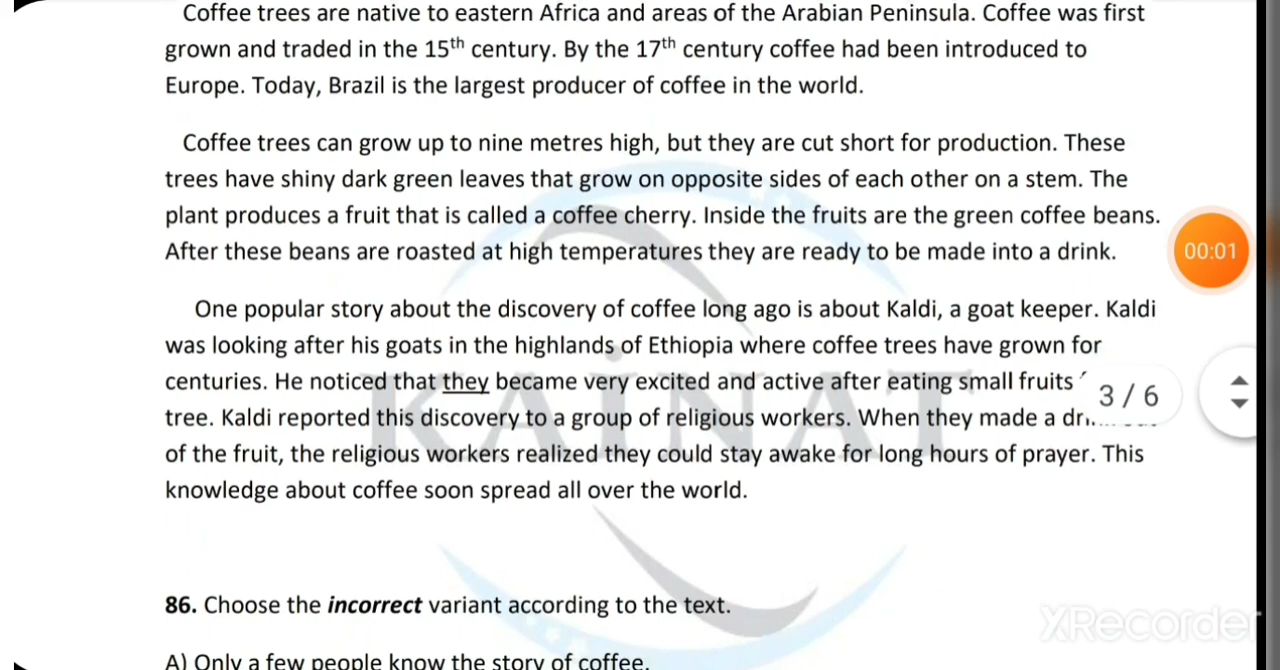 Coffee trees are native to eastern Africa and areas of the Arabian Peninsula. Coffee was first
grown and traded in the 15th century. By the 17th century coffee had been introduced to
Europe. Today, Brazil is the largest producer of coffee in the world.
Coffee trees can grow up to nine metres high, but they are cut short for production. These
trees have shiny dark green leaves that grow on opposite sides of each other on a stem. The
plant produces a fruit that is called a coffee cherry. Inside the fruits are the green coffee beans.
After these beans are roasted at high temperatures they are ready to be made into a drink.
00:01
One popular story about the discovery of coffee long ago is about Kaldi, a goat keeper. Kaldi
was looking after his goats in the highlands of Ethiopia where coffee trees have grown for
centuries. He noticed that they became very excited and active after eating small fruits
3 / 6
tree. Kaldi reported this discovery to a group of religious workers. When they made a
of the fruit, the religious workers realized they could stay awake for long hours of prayer. This
knowledge about coffee soon spread all over the world.
KAINAT
86. Choose the incorrect variant according to the text.
XRecorder
A) Only a few people know the story of coffee.